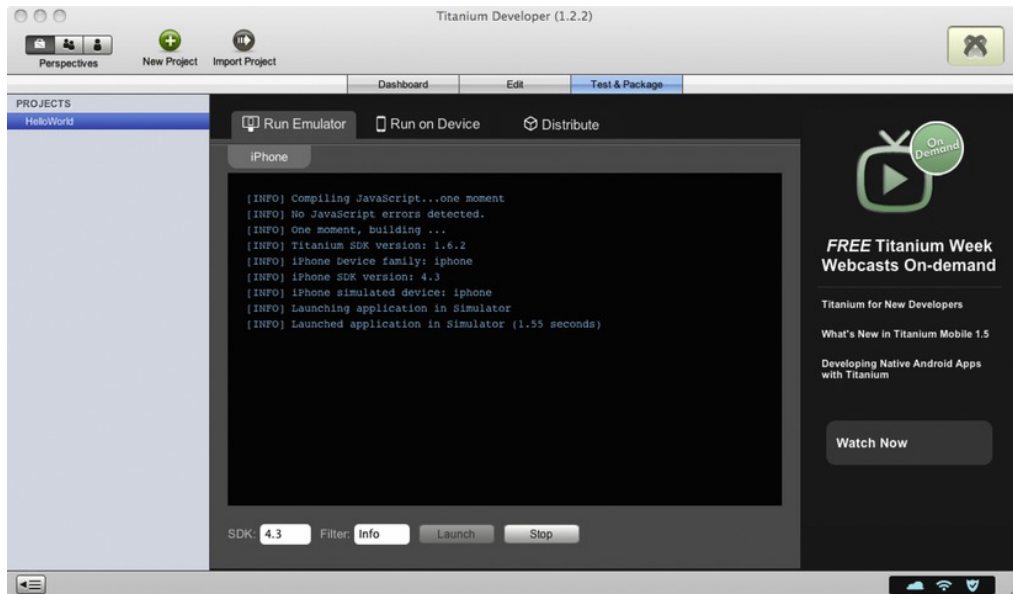 Titanium Developer (1.2.2)
Perspectives
New Project
Import Project
Dashboard
Edit
Test & Package
PROJECTS
HelloWorld
Run Emulator
Run on Device
Distribute
iPhone
[INFO] Compiling JavaScript...one moment
[INFO] No JavaScript errors detected.
[INFO] One moment, building ...
[INFO] Titanium SDK version: 1.6.2
[INFO] iPhone Device family: iphone
[INFO] iPhone SDK version: 4.3
[INFO] iPhone simulated device: iphone
[INFO] Launching application in Simulator
[INFO] Launched application in Simulator (1.55 seconds)
SDK: 4.3
Filter: Info
Launch
Stop
On
Demand
FREE Titanium Week
Webcasts On-demand
Titanium for New Developers
What's New in Titanium Mobile 1.5
Developing Native Android Apps
with Titanium
Watch Now